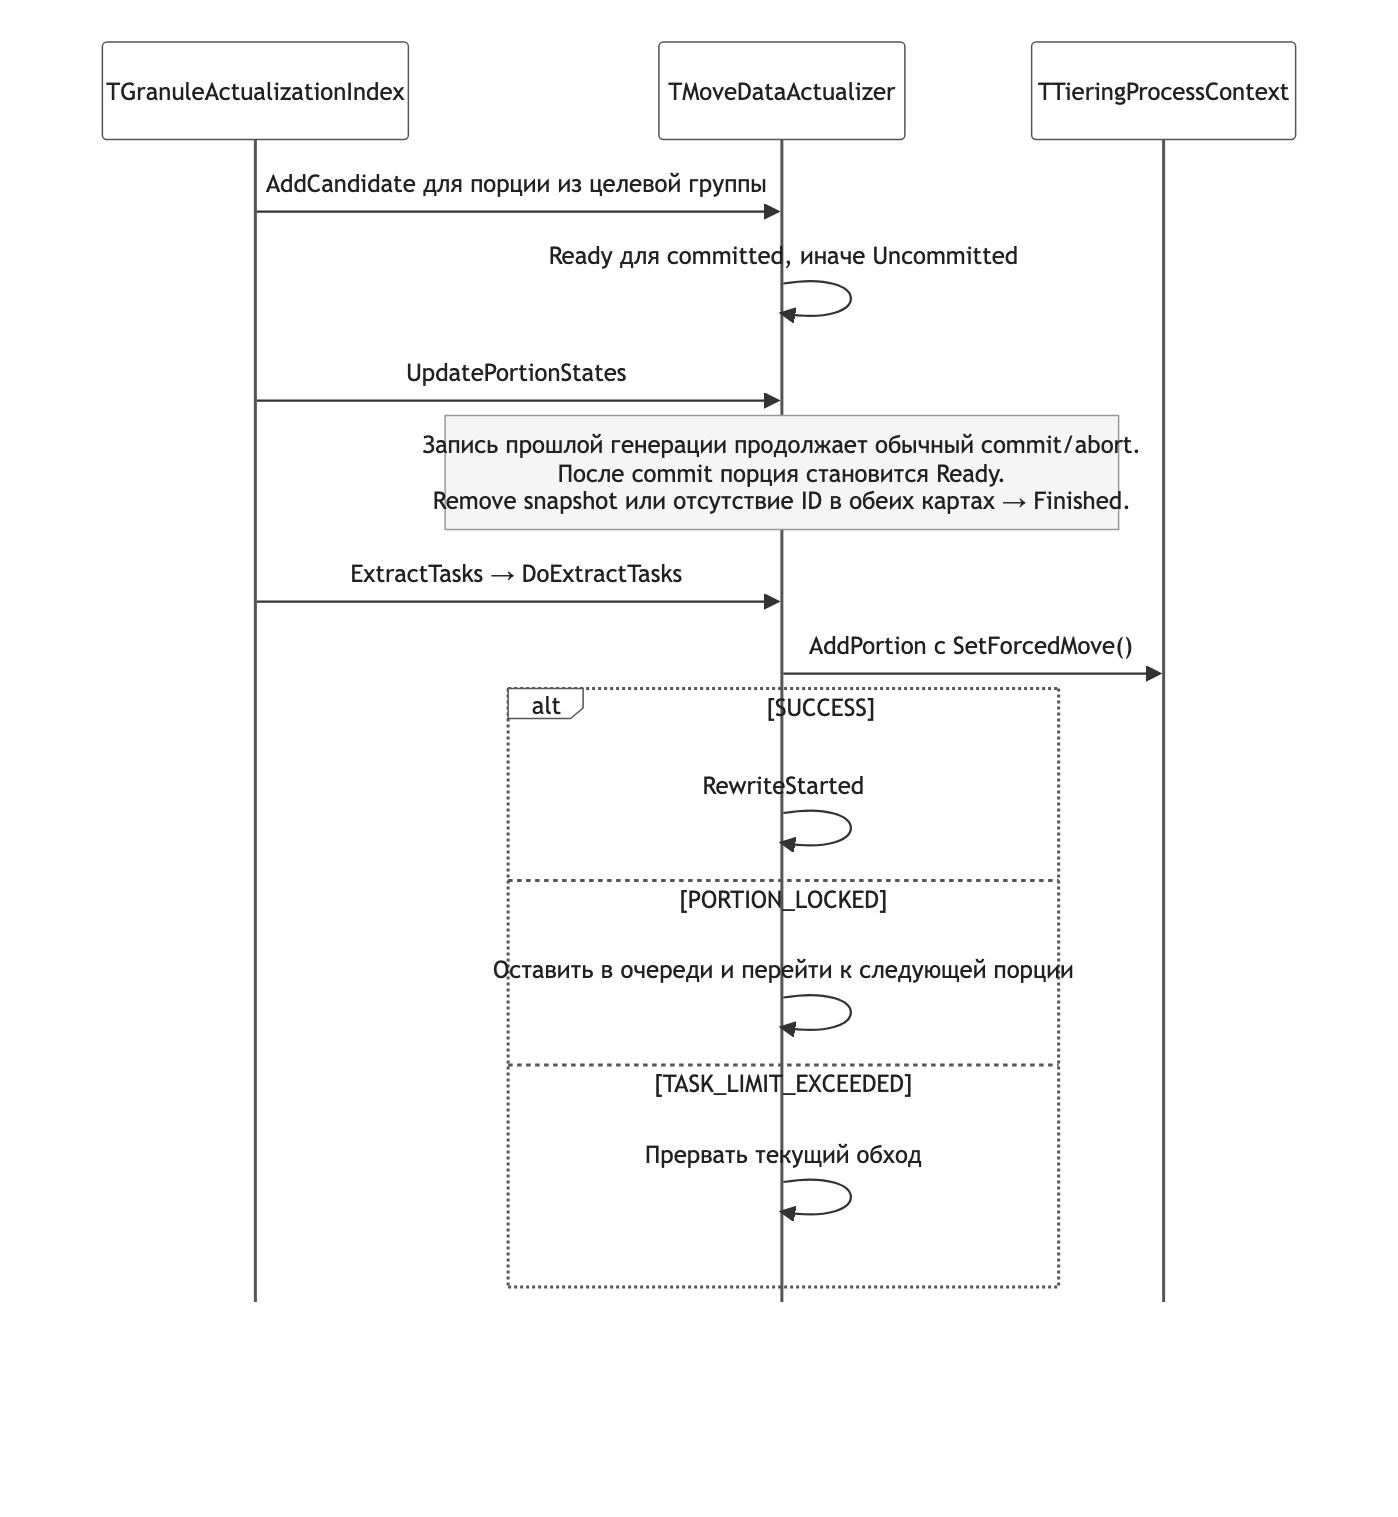 TGranuleActualizationIndex
TMoveDataActualizer
TTieringProcessContext
AddCandidate для порции из целевой группы
Ready для committed, иначе Uncommitted
UpdatePortionStates
Запись прошлой генерации продолжает обычный commit/abort.
После commit порция становится Ready.
Remove snapshot или отсутствие ID в обеих картах → Finished.
ExtractTasks → DoExtractTasks
AddPortion с SetForcedMove()
alt
[SUCCESS]
RewriteStarted
[PORTION_LOCKED]
Оставить в очереди и перейти к следующей порции
[TASK_LIMIT_EXCEEDED]
Прервать текущий обход